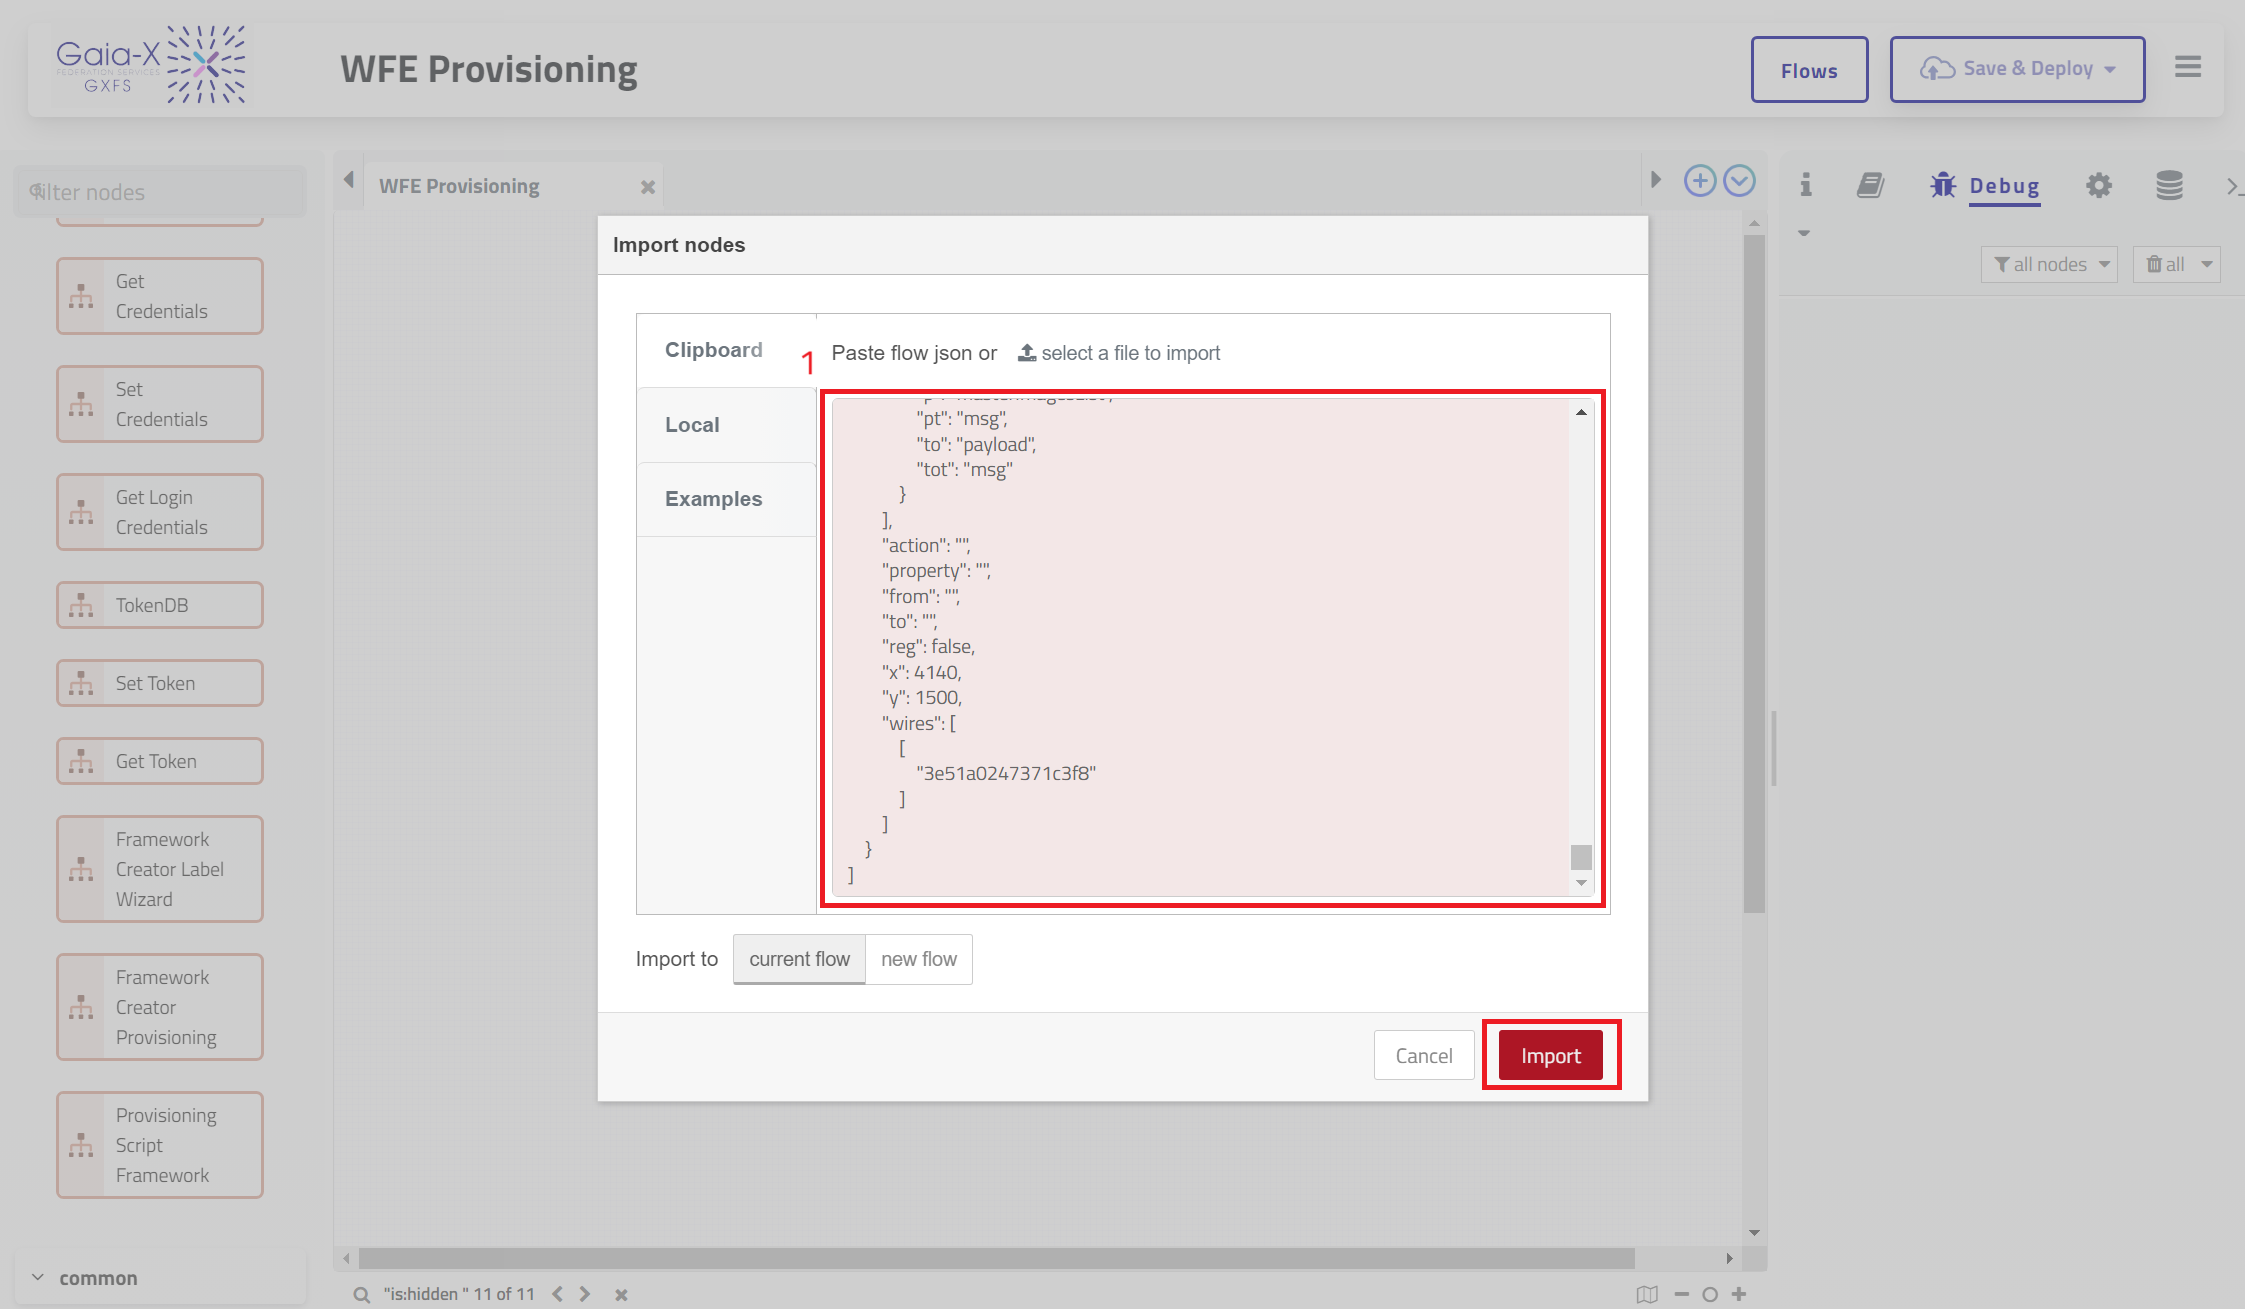 Gaia-X
FEDERATION SERVICES
GXFS
WFE Provisioning
Flows
Save & Deploy
filter nodes
Get
Credentials
Set
Credentials
Get Login
Credentials
TokenDB
Set Token
Get Token
Framework
Creator Label
Wizard
Framework
Creator
Provisioning
Provisioning
Script
Framework
common
WFE Provisioning
Import nodes
Clipboard
Local
Examples
1
Paste flow json or select a file to import
"pt": "msg",
"to": "payload",
"tot": "msg"
}
],
"action": "",
"property": "",
"from": "",
"to": "",
"reg": false,
"x": 4140,
"y": 1500,
"wires": [
[
"3e51a0247371c3f8"
]
]
}
]
Import to current flow new flow
Cancel Import
"is:hidden " 11 of 11
Debug
all nodes
all